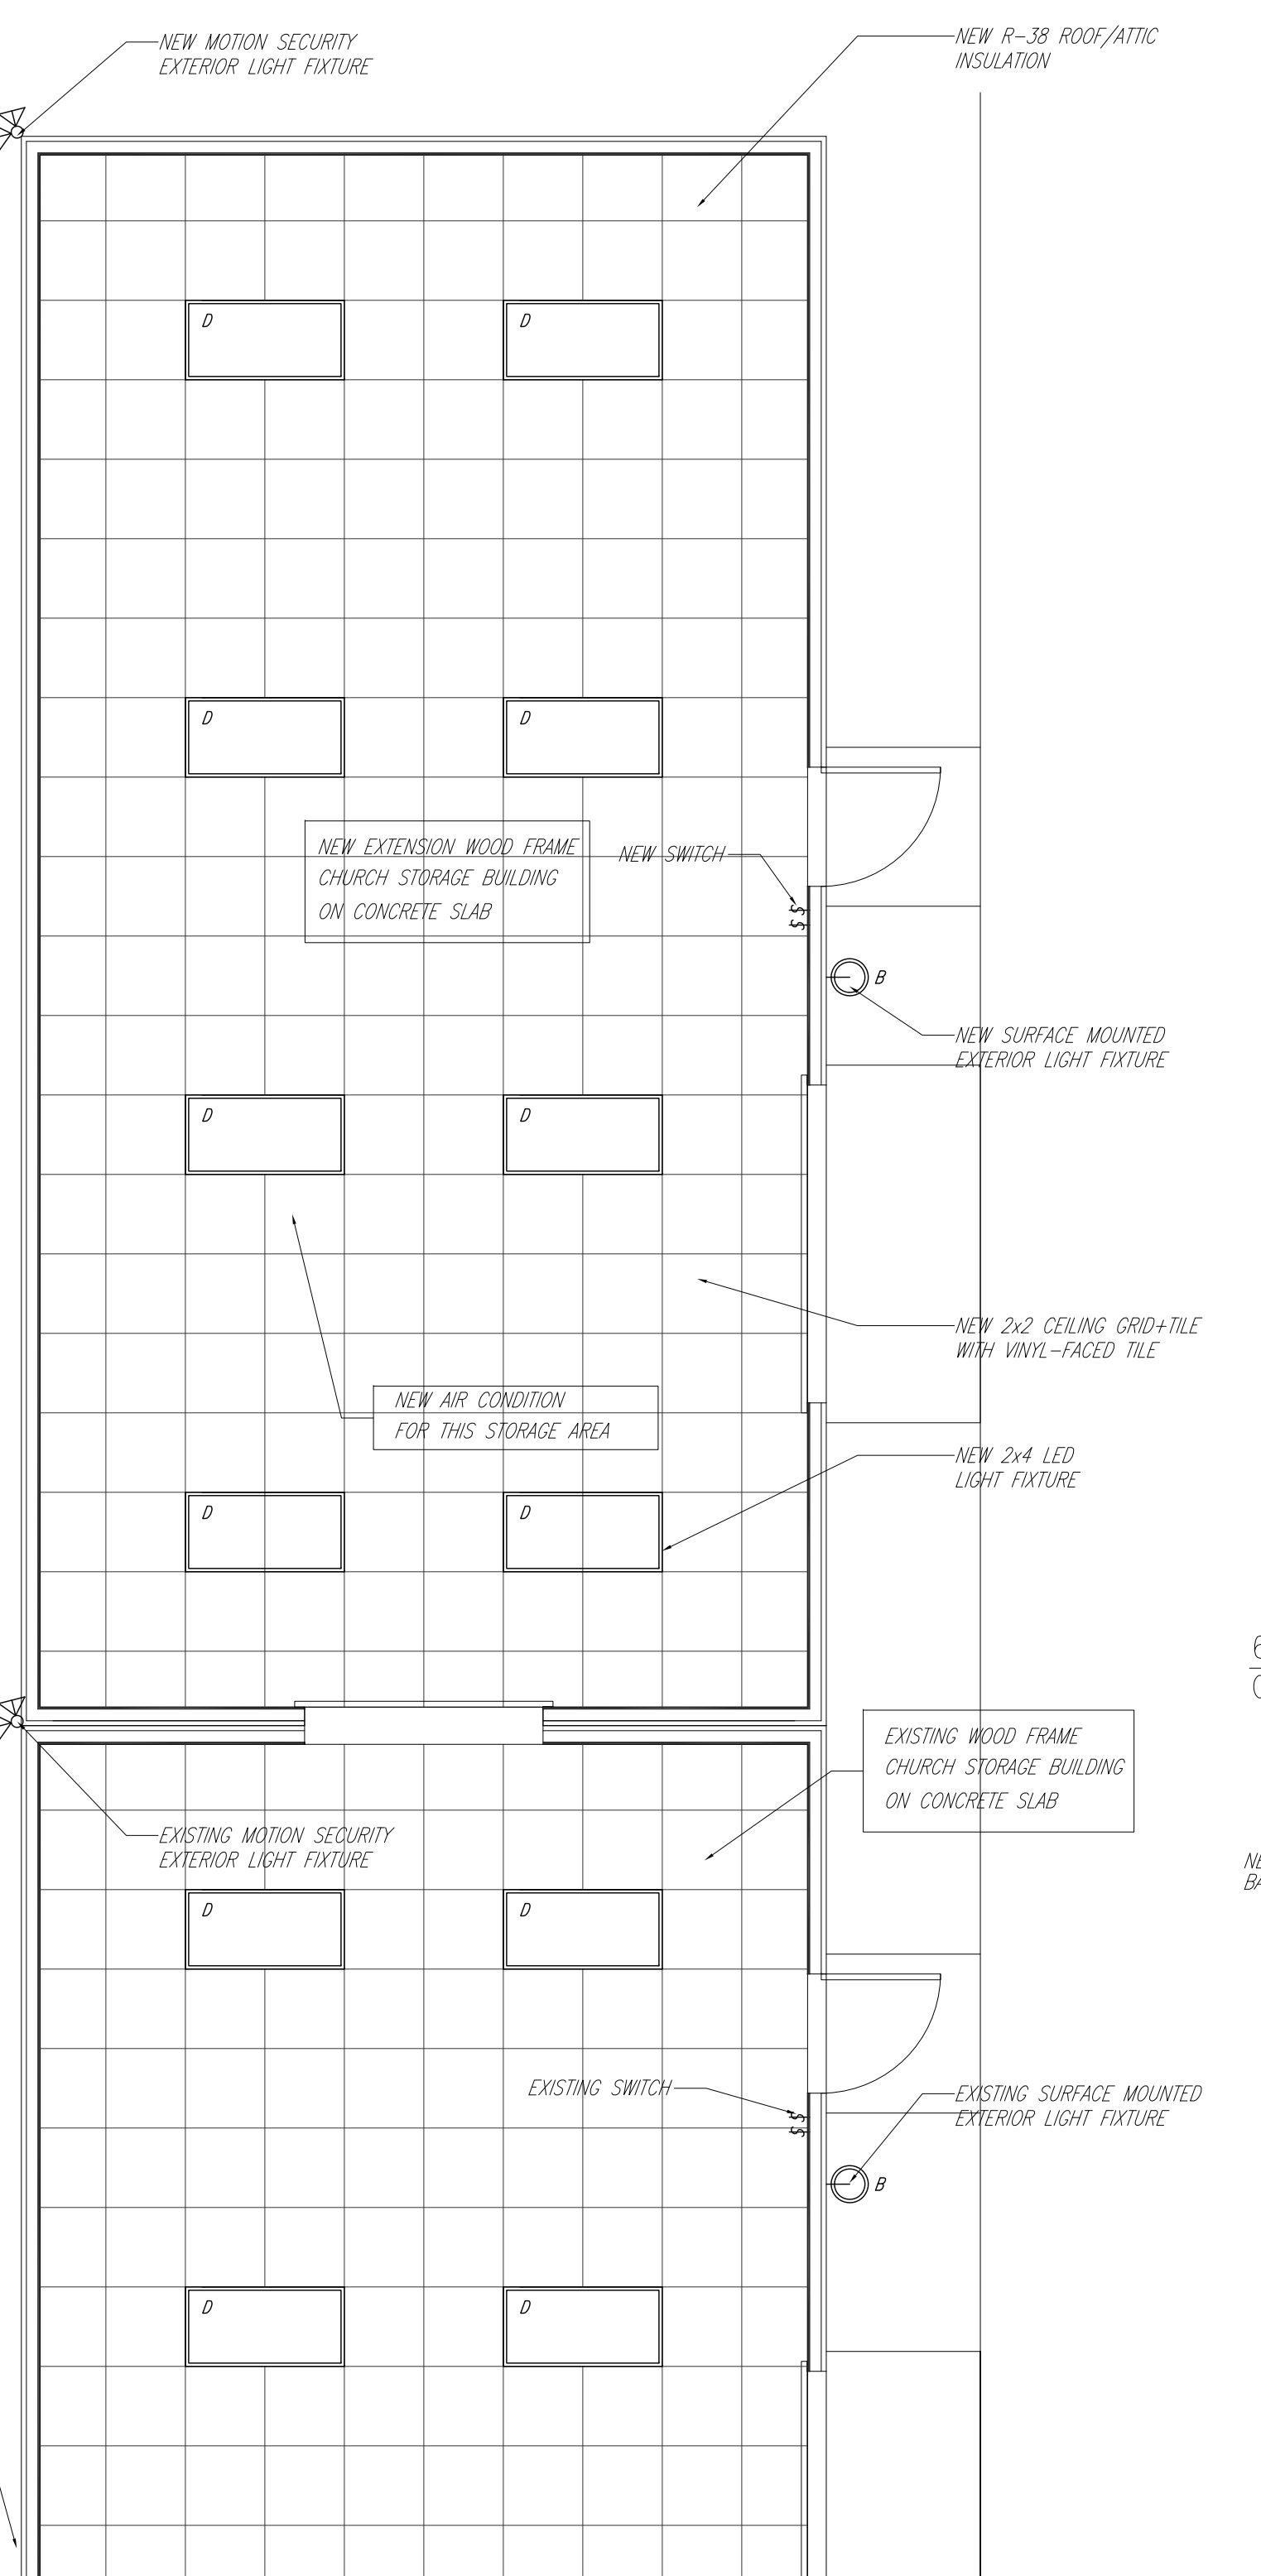 NEW MOTION SECURITY
EXTERIOR LIGHT FIXTURE
NEW R-38 ROOF/ATTIC
INSULATION
D
D
D
D
NEW EXTENSION WOOD FRAME
CHURCH STORAGE BUILDING
ON CONCRETE SLAB
NEW SWITCH
S
S
B
NEW SURFACE MOUNTED
EXTERIOR LIGHT FIXTURE
D
D
NEW 2x2 CEILING GRID+TILE
WITH VINYL-FACED TILE
NEW AIR CONDITION
FOR THIS STORAGE AREA
NEW 2x4 LED
LIGHT FIXTURE
D
D
EXISTING WOOD FRAME
CHURCH STORAGE BUILDING
ON CONCRETE SLAB
EXISTING MOTION SECURITY
EXTERIOR LIGHT FIXTURE
D
D
EXISTING SWITCH
S
S
EXISTING SURFACE MOUNTED
EXTERIOR LIGHT FIXTURE
B
D
D